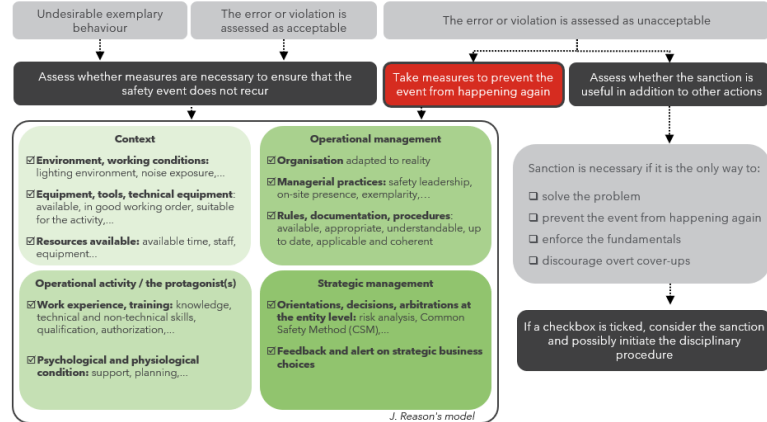 Undesirable exemplary
behaviour
The error or violation is
assessed as acceptable
The error or violation is assessed as unacceptable
Assess whether measures are necessary to ensure that the
safety event does not recur
Take measures to prevent the
event from happening again
Assess whether the sanction is
useful in addition to other actions
Context
☑ Environment, working conditions:
lighting environment, noise exposure,...
☑ Equipment, tools, technical equipment:
available, in good working order, suitable
for the activity,...
☑ Resources available: available time, staff,
equipment...
Operational management
☑ Organisation adapted to reality
☑ Managerial practices: safety leadership,
on-site presence, exemplarity,...
☑ Rules, documentation, procedures:
available, appropriate, understandable, up
to date, applicable and coherent
Operational activity / the protagonist(s)
☑ Work experience, training: knowledge,
technical and non-technical skills,
qualification, authorization,...
☑ Psychological and physiological
condition: support, planning,...
Strategic management
☑ Orientations, decisions, arbitrations at
the entity level: risk analysis, Common
Safety Method (CSM),...
☑ Feedback and alert on strategic business
choices
J. Reason's model
Sanction is necessary if it is the only way to:
❑ solve the problem
❑ prevent the event from happening again
❑ enforce the fundamentals
❑ discourage overt cover-ups
If a checkbox is ticked, consider the sanction
and possibly initiate the disciplinary
procedure